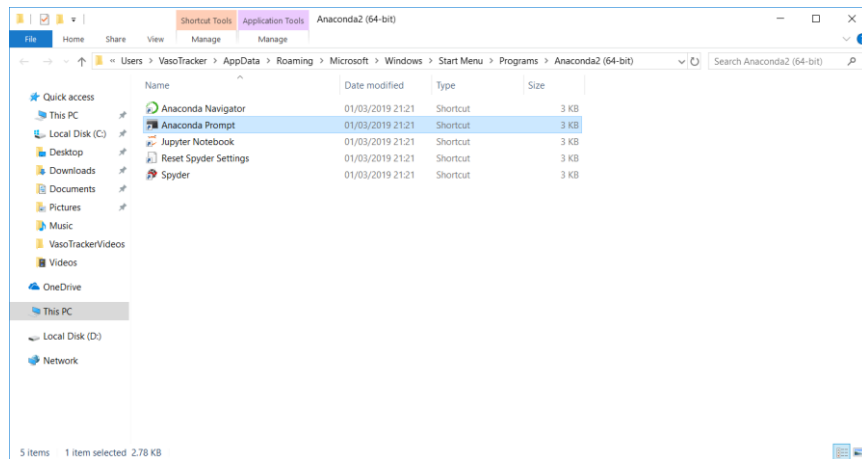 Shortcut Tools Application Tools Anaconda2 (64-bit)
File Home Share View Manage Manage
« Users > VasoTracker > AppData > Roaming > Microsoft > Windows > Start Menu > Programs > Anaconda2 (64-bit) Search Anaconda2 (64-bit)
Name Date modified Type Size
Quick access
This PC
Local Disk (C:)
Desktop
Downloads
Documents
Pictures
Music
VasoTrackerVideos
Videos
OneDrive
This PC
Local Disk (D:)
Network
Anaconda Navigator 01/03/2019 21:21 Shortcut 3 KB
Anaconda Prompt 01/03/2019 21:21 Shortcut 3 KB
Jupyter Notebook 01/03/2019 21:21 Shortcut 3 KB
Reset Spyder Settings 01/03/2019 21:21 Shortcut 3 KB
Spyder 01/03/2019 21:21 Shortcut 3 KB
5 items 1 item selected 2.78 KB